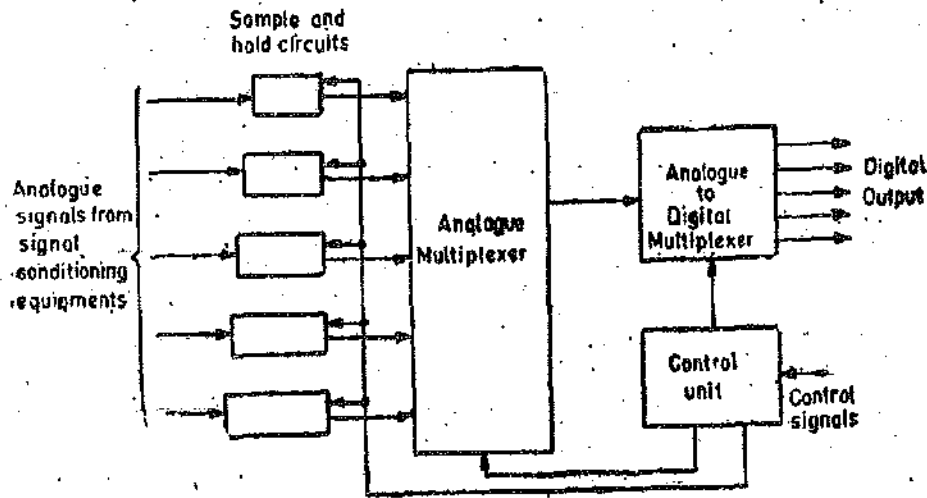 Sample and
hold circuits
Analogue
signals from
signal
conditioning
equipments
Analogue
Multiplexer
Analogue
to
Digital
Multiplexer
Digital
Output
Control
unit
Control
signals